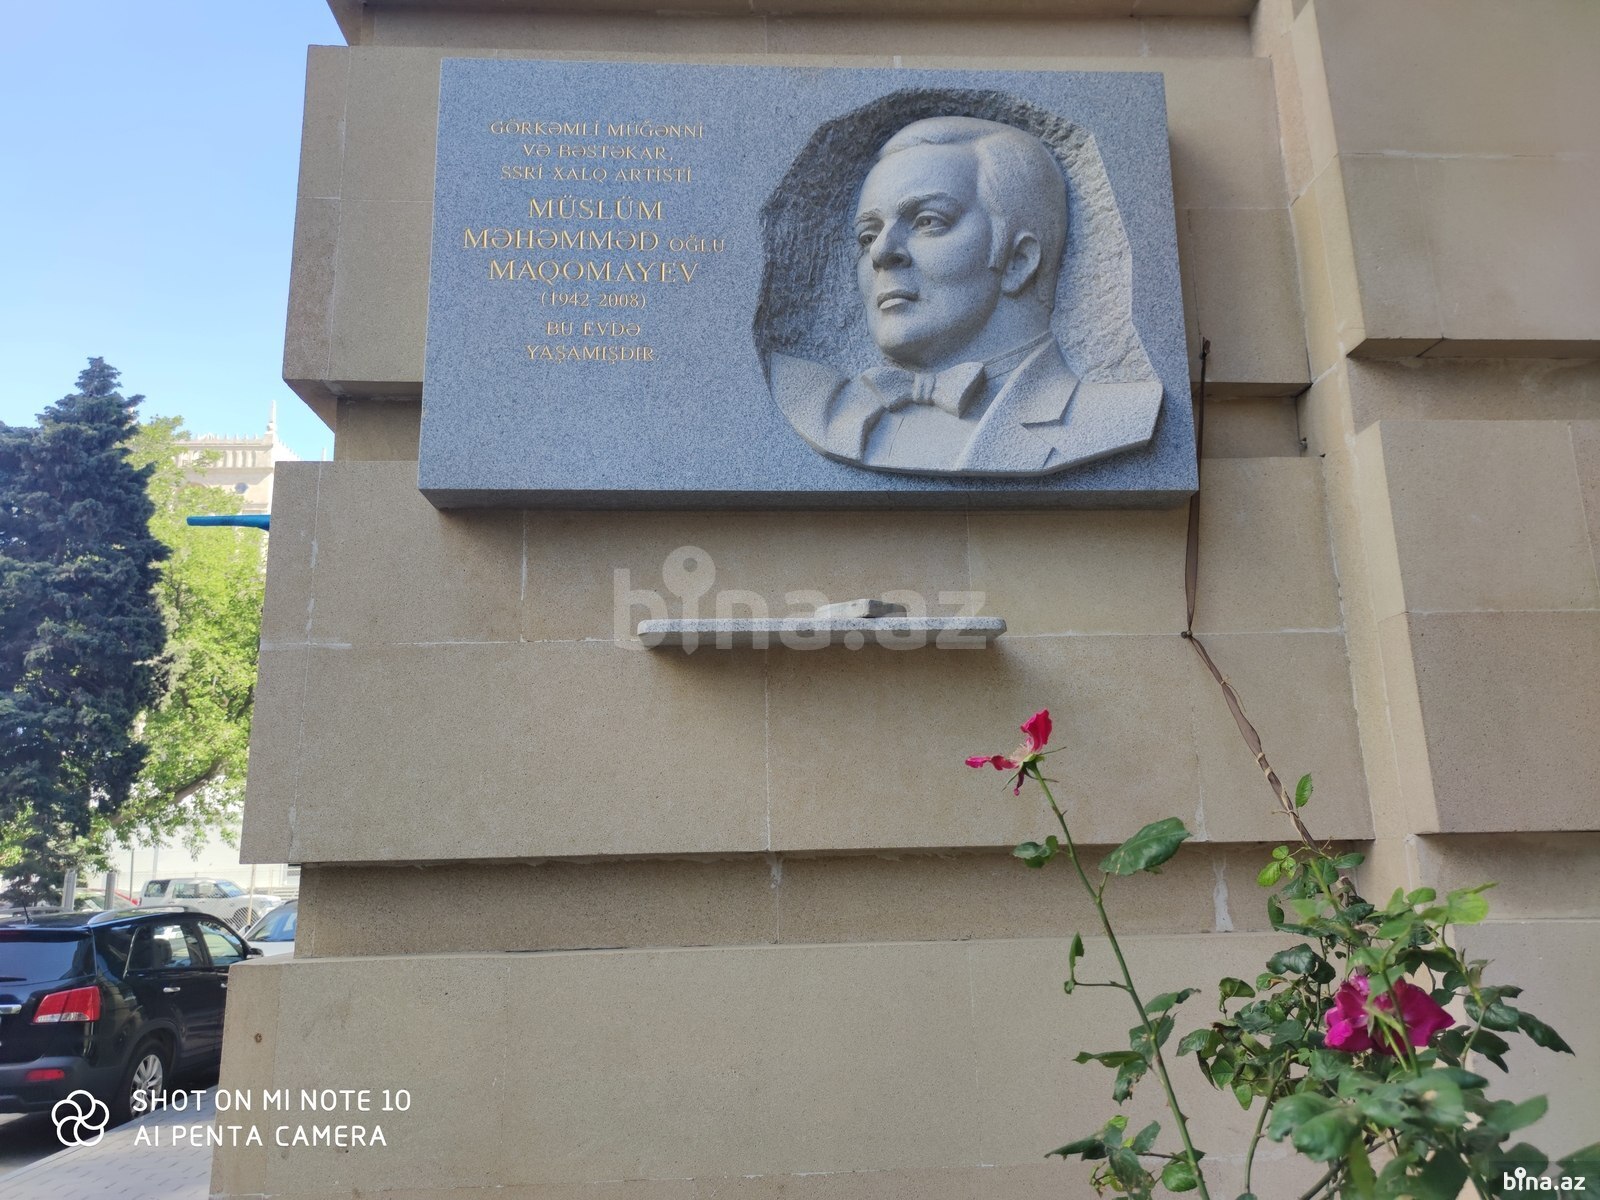 GÖRKƏMLİ MÜĞƏNNİ
VƏ BƏSTƏKAR,
SSRİ XALQ ARTİSTİ
MÜSLÜM
MƏHƏMMƏD OĞLU
MAQOMAYEV
(1942-2008)
BU EVDƏ
YAŞAMIŞDIR.
bina.az
SHOT ON MI NOTE 10
AI PENTA CAMERA
bina.az